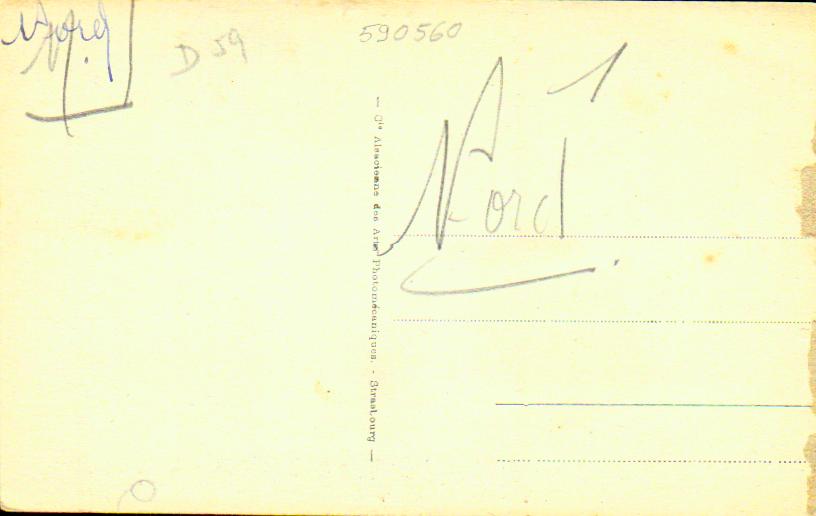 Nord
D 59
590560
1
Nord
— Cie Alsacienne des Arts Photomécaniques. - Strasbourg —